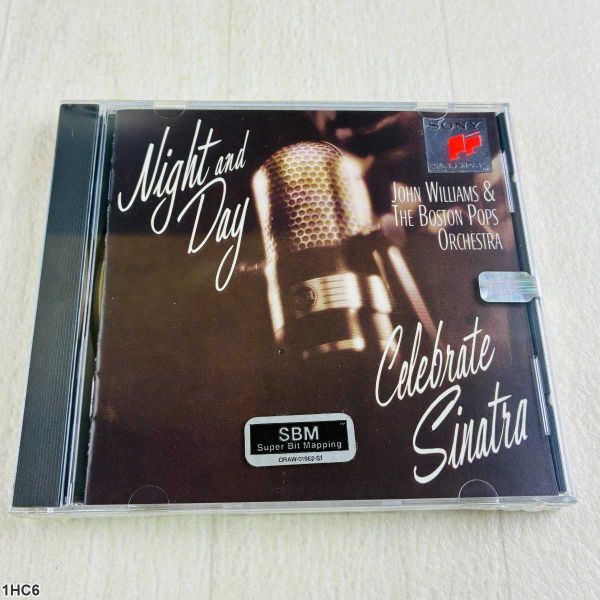 Night and
Day
SONY
JOHN WILLIAMS &
THE BOSTON POPS
ORCHESTRA
Celebrate
Sinatra
SBM
Super Bit Mapping
1HC6